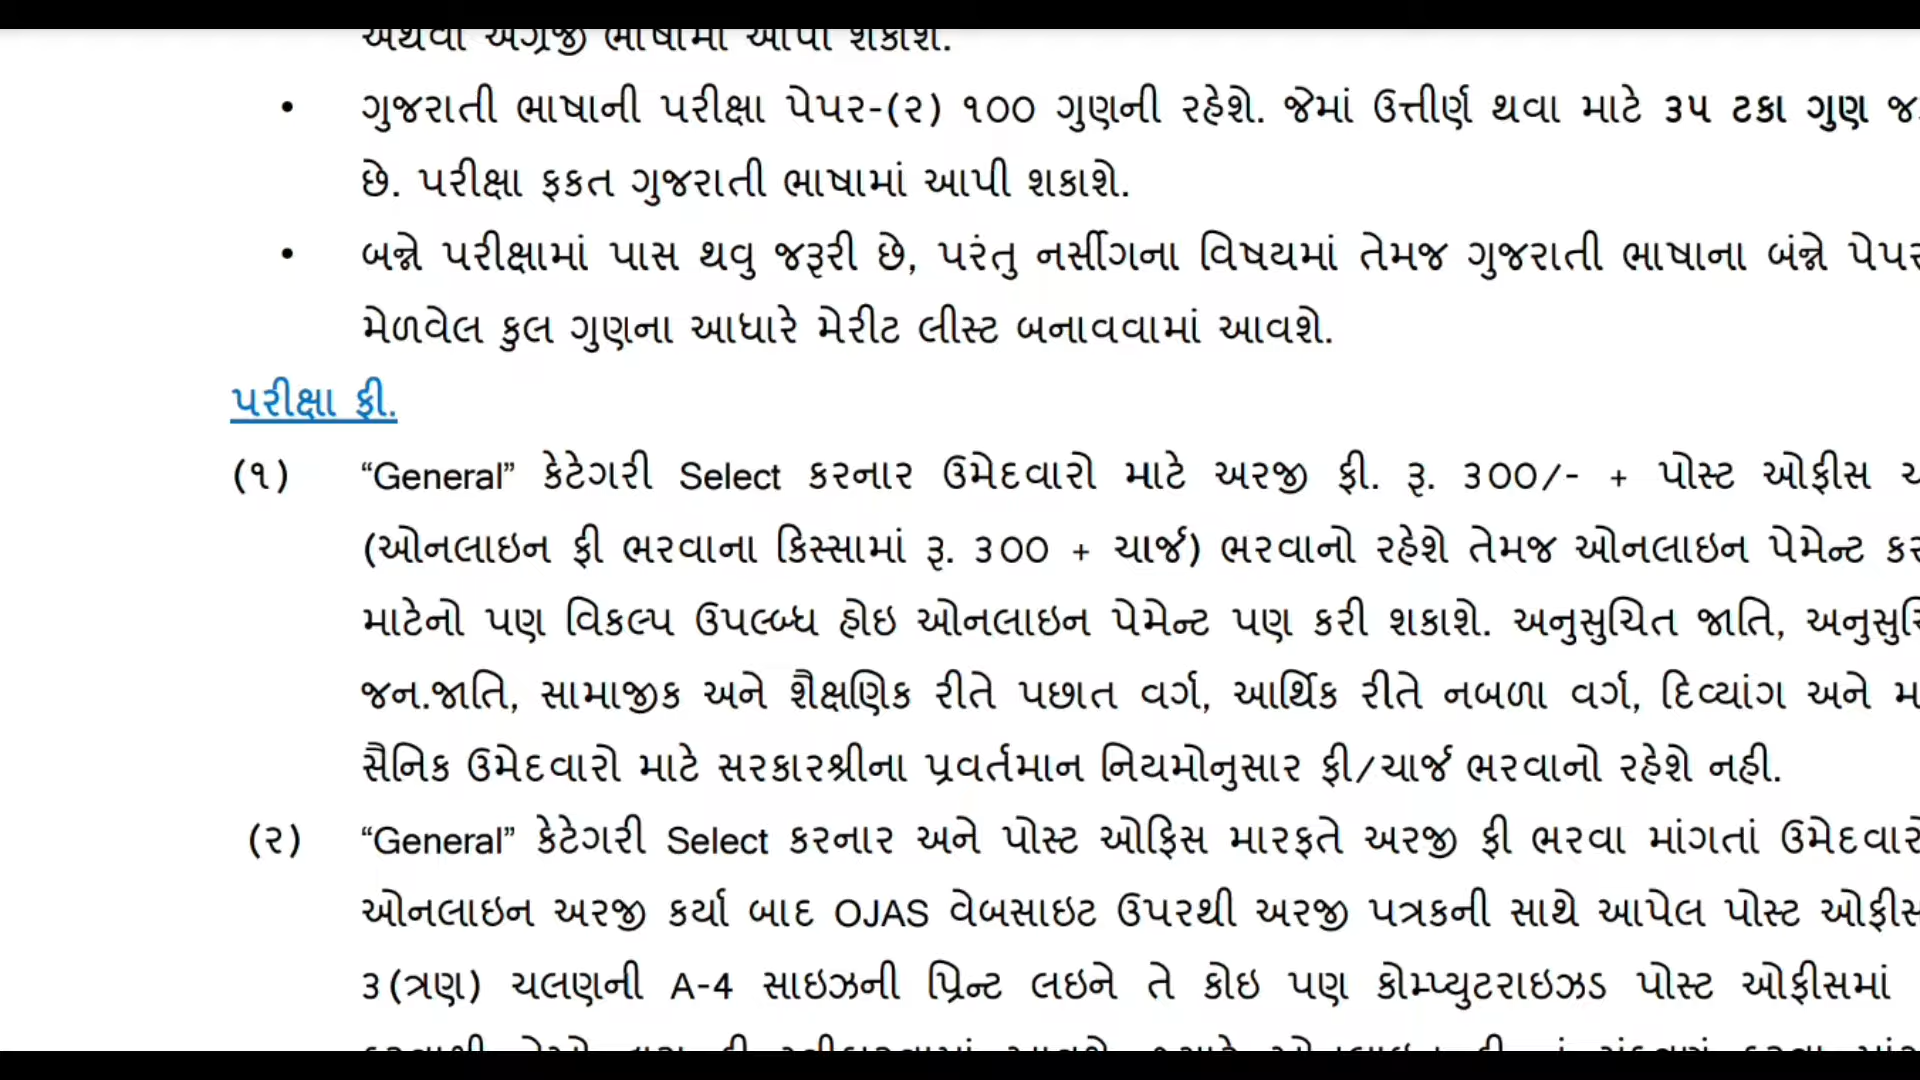 અથવા અંગ્રેજી ભાષામાં આપી શકાશે.
• ગુજરાતી ભાષાની પરીક્ષા પેપર-(૨) ૧૦૦ ગુણની રહેશે. જેમાં ઉત્તીર્ણ થવા માટે ૩૫ ટકા ગુણ
છે. પરીક્ષા ફકત ગુજરાતી ભાષામાં આપી શકાશે.
• બન્ને પરીક્ષામાં પાસ થવુ જરૂરી છે, પરંતુ નર્સીગના વિષયમાં તેમજ ગુજરાતી ભાષાના બંન્ને
મેળવેલ કુલ ગુણના આધારે મેરીટ લીસ્ટ બનાવવામાં આવશે.
પરીક્ષા ફી.
(૧) “General” કેટેગરી Select કરનાર ઉમેદવારો માટે અરજી ફી. રૂ. ૩૦૦/- + પોસ્ટ ઓફીસ
(ઓનલાઇન ફી ભરવાના કિસ્સામાં રૂ. ૩૦૦ + ચાર્જ) ભરવાનો રહેશે તેમજ ઓનલાઇન પેમેન્ટ
માટેનો પણ વિકલ્પ ઉપલ્બ્ધ હોઇ ઓનલાઇન પેમેન્ટ પણ કરી શકાશે. અનુસુચિત જાતિ,
જન.જાતિ, સામાજીક અને શૈક્ષણિક રીતે પછાત વર્ગ, આર્થિક રીતે નબળા વર્ગ, દિવ્યાંગ અને
સૈનિક ઉમેદવારો માટે સરકારશ્રીના પ્રવર્તમાન નિયમોનુસાર ફી/ચાર્જ ભરવાનો રહેશે નહી.
(૨) “General” કેટેગરી Select કરનાર અને પોસ્ટ ઓફિસ મારફતે અરજી ફી ભરવા માંગતાં
ઓનલાઇન અરજી કર્યા બાદ OJAS વેબસાઇટ ઉપરથી અરજી પત્રકની સાથે આપેલ પોસ્ટ
૩(ત્રણ) ચલણની A-4 સાઇઝની પ્રિન્ટ લઇને તે કોઇ પણ કોમ્પ્યુટરાઇઝડ પોસ્ટ ઓફીસમાં